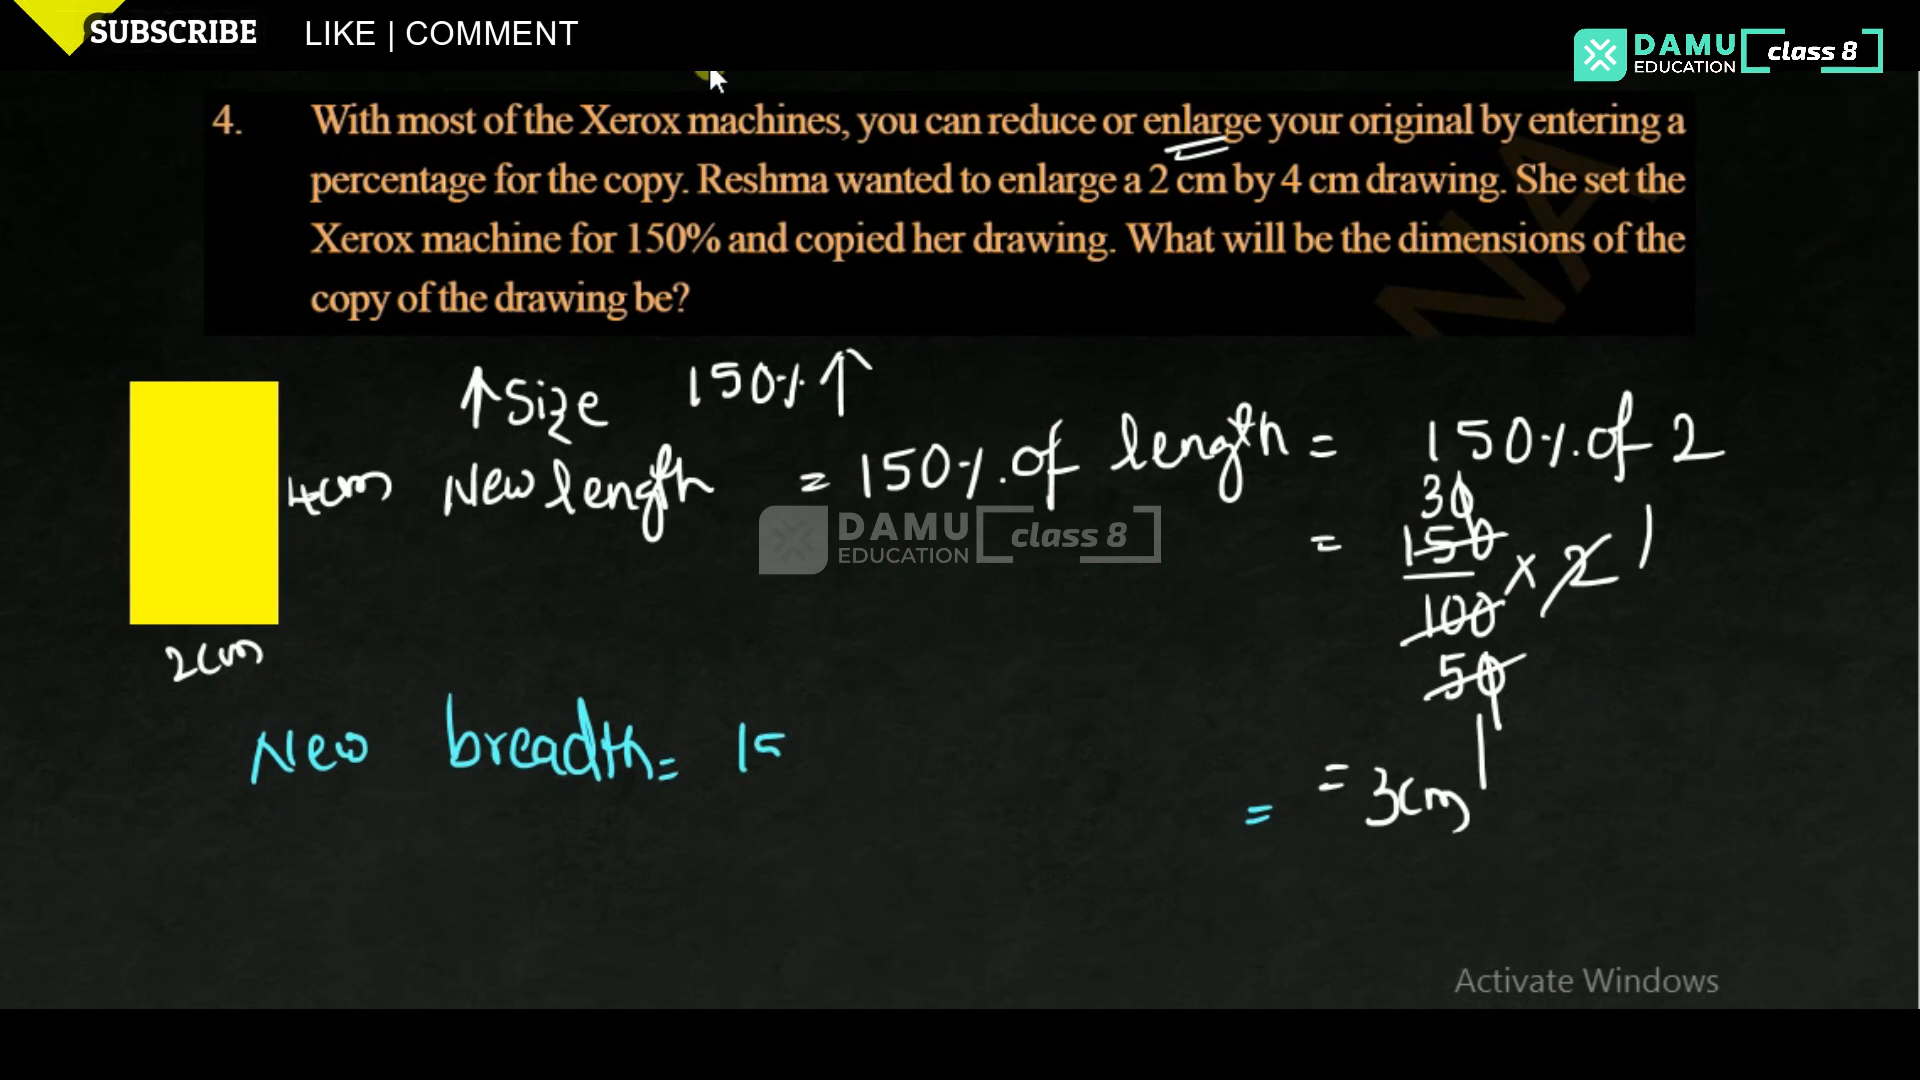 SUBSCRIBE LIKE | COMMENT
DAMU EDUCATION class 8
4. With most of the Xerox machines, you can reduce or enlarge your original by entering a
percentage for the copy. Reshma wanted to enlarge a 2 cm by 4 cm drawing. She set the
Xerox machine for 150% and copied her drawing. What will be the dimensions of the
copy of the drawing be?
↑ Size 150% ↑
4cm New length = 150% of length = 150% of 2
30
= 150/100 × 2 1
50
1
2cm
= 3cm
New breadth = 15
=
DAMU EDUCATION class 8
Activate Windows